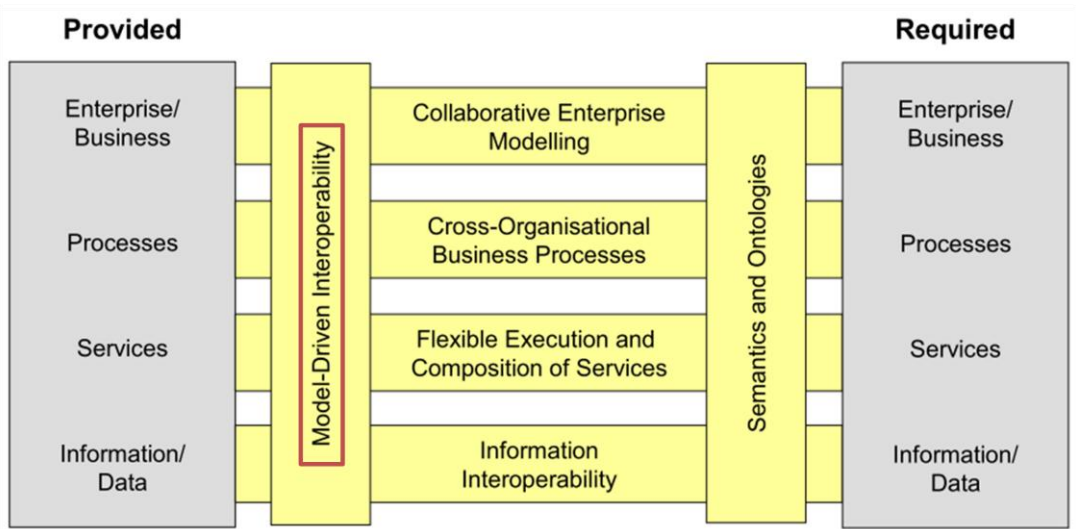 Provided
Required
Enterprise/
Business
Processes
Services
Information/
Data
Model-Driven Interoperability
Collaborative Enterprise
Modelling
Cross-Organisational
Business Processes
Flexible Execution and
Composition of Services
Information
Interoperability
Semantics and Ontologies
Enterprise/
Business
Processes
Services
Information/
Data